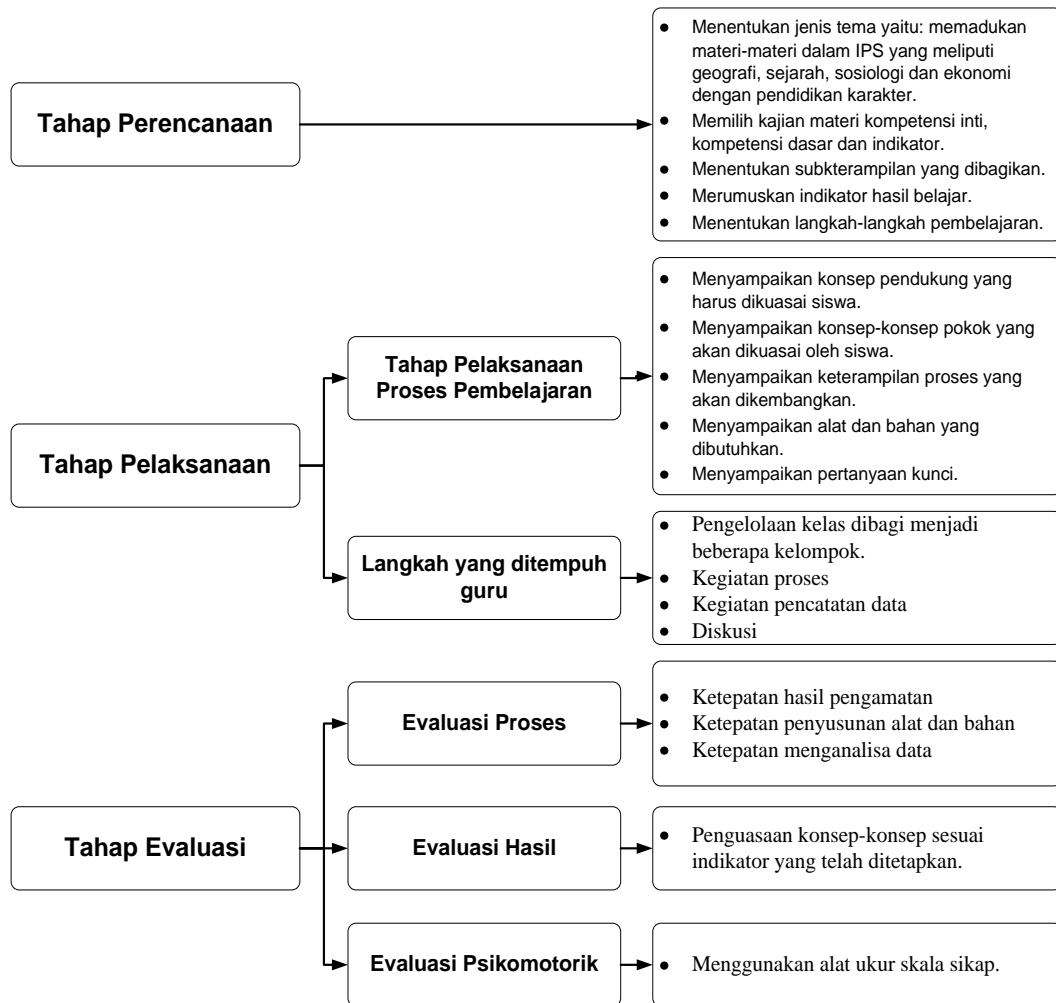 Tahap Perencanaan
● Menentukan jenis tema yaitu: memadukan
materi-materi dalam IPS yang meliputi
geografi, sejarah, sosiologi dan ekonomi
dengan pendidikan karakter.
● Memilih kajian materi kompetensi inti,
kompetensi dasar dan indikator.
● Menentukan subkterampilan yang dibagikan.
● Merumuskan indikator hasil belajar.
● Menentukan langkah-langkah pembelajaran.
Tahap Pelaksanaan
Tahap Pelaksanaan
Proses Pembelajaran
● Menyampaikan konsep pendukung yang
harus dikuasai siswa.
● Menyampaikan konsep-konsep pokok yang
akan dikuasai oleh siswa.
● Menyampaikan keterampilan proses yang
akan dikembangkan.
● Menyampaikan alat dan bahan yang
dibutuhkan.
● Menyampaikan pertanyaan kunci.
Langkah yang ditempuh
guru
● Pengelolaan kelas dibagi menjadi
beberapa kelompok.
● Kegiatan proses
● Kegiatan pencatatan data
● Diskusi
Tahap Evaluasi
Evaluasi Proses
● Ketepatan hasil pengamatan
● Ketepatan penyusunan alat dan bahan
● Ketepatan menganalisa data
Evaluasi Hasil
● Penguasaan konsep-konsep sesuai
indikator yang telah ditetapkan.
Evaluasi Psikomotorik
● Menggunakan alat ukur skala sikap.